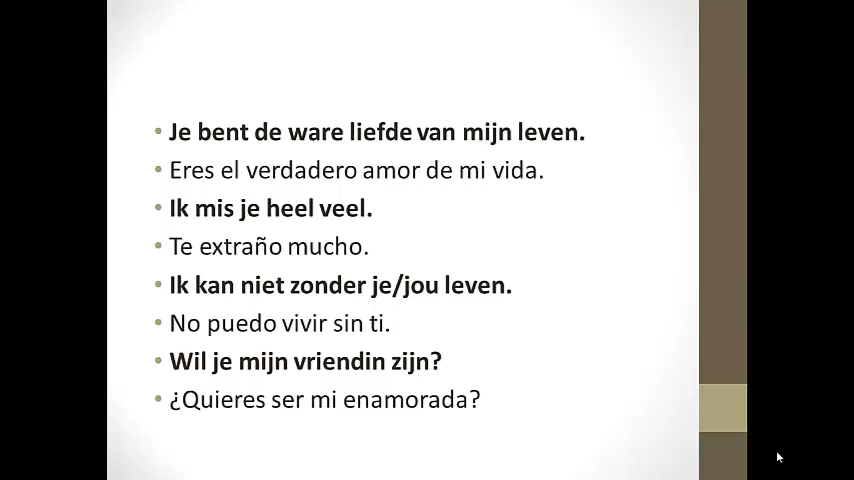 Je bent de ware liefde van mijn leven.
Eres el verdadero amor de mi vida.
Ik mis je heel veel.
Te extraño mucho.
Ik kan niet zonder je/jou leven.
No puedo vivir sin ti.
Wil je mijn vriendin zijn?
¿Quieres ser mi enamorada?